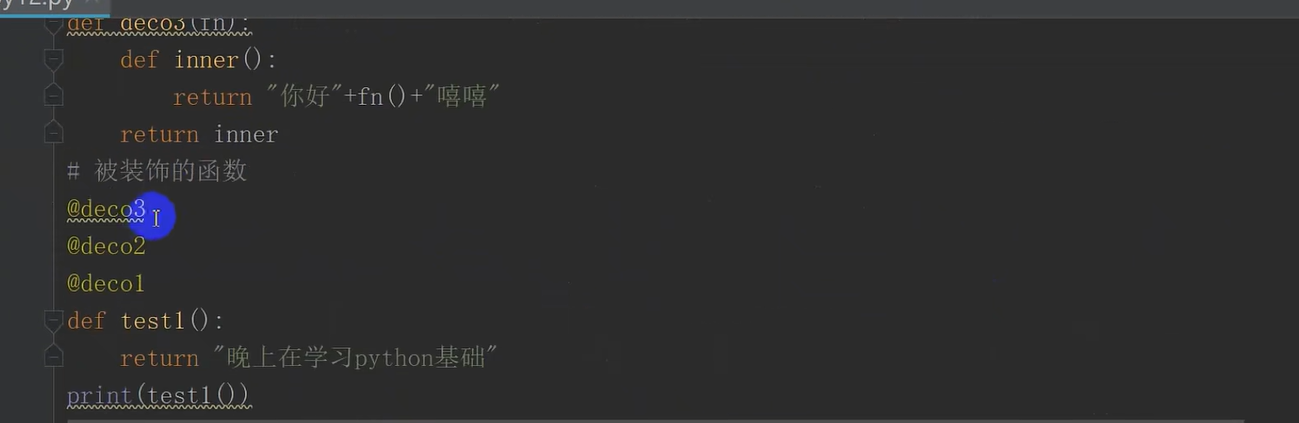 y12.py ×
def deco3(fn):
    def inner():
        return "你好"+fn()+"嘻嘻"
    return inner
# 被装饰的函数
@deco3
@deco2
@deco1
def test1():
    return "晚上在学习python基础"
print(test1())